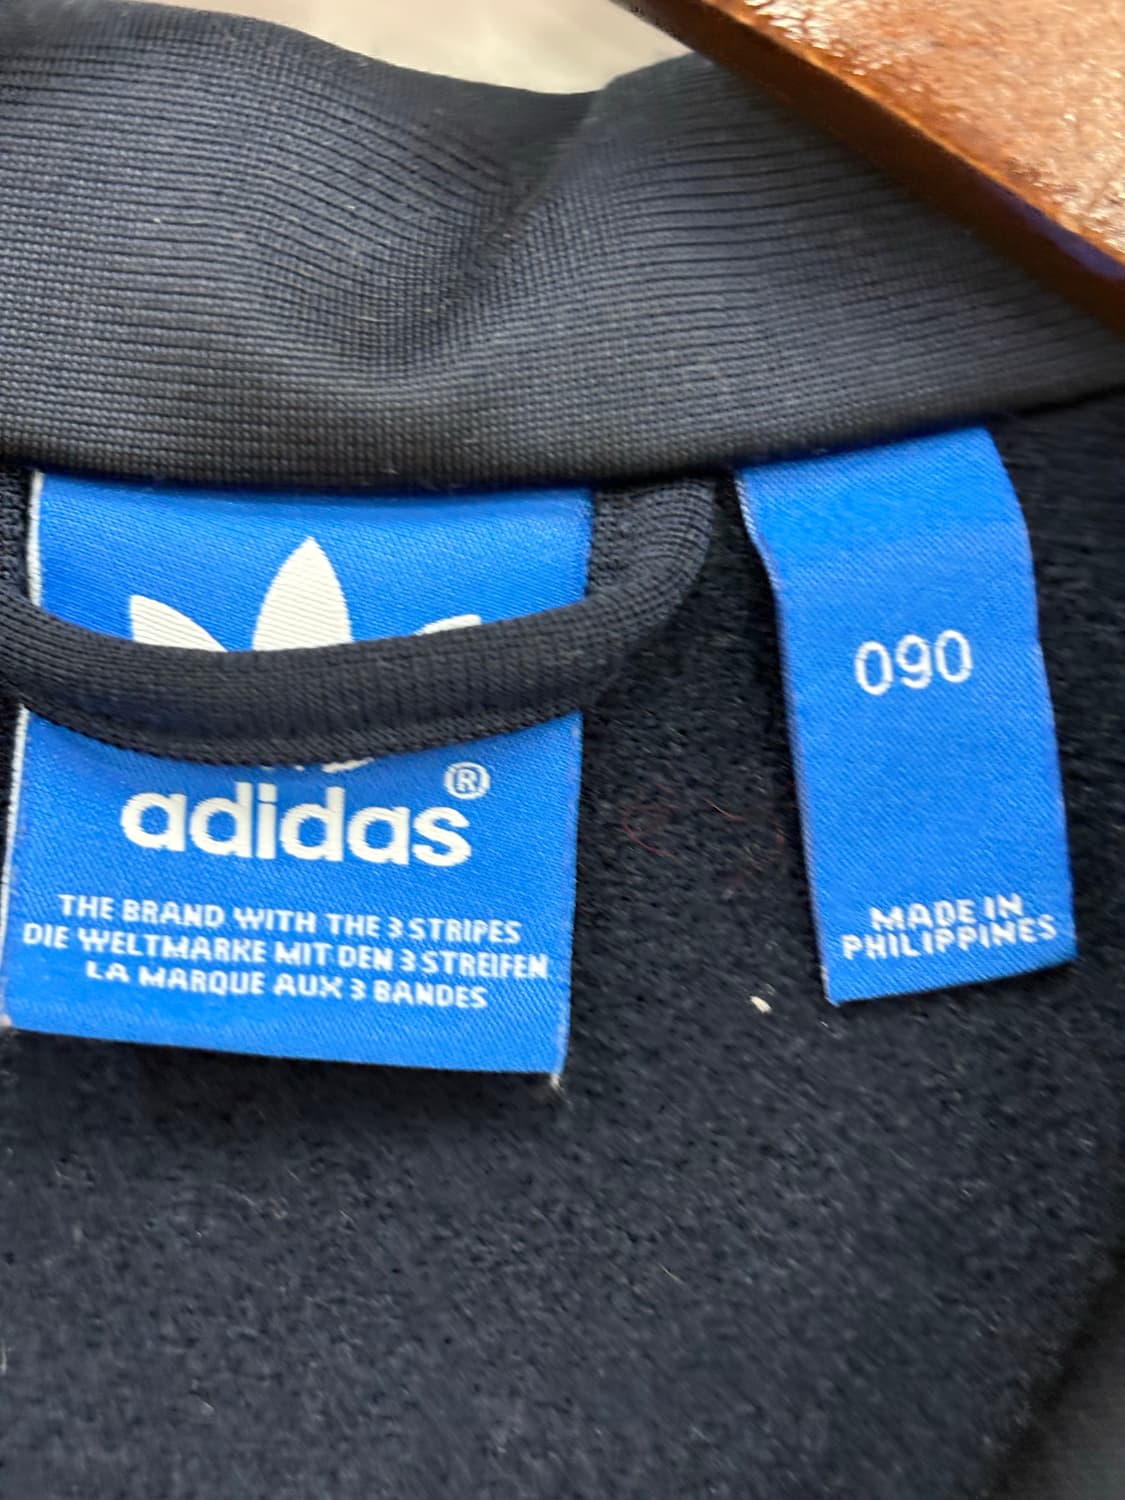 adidas®
THE BRAND WITH THE 3 STRIPES
DIE WELTMARKE MIT DEN 3 STREIFEN
LA MARQUE AUX 3 BANDES
090
MADE IN
PHILIPPINES